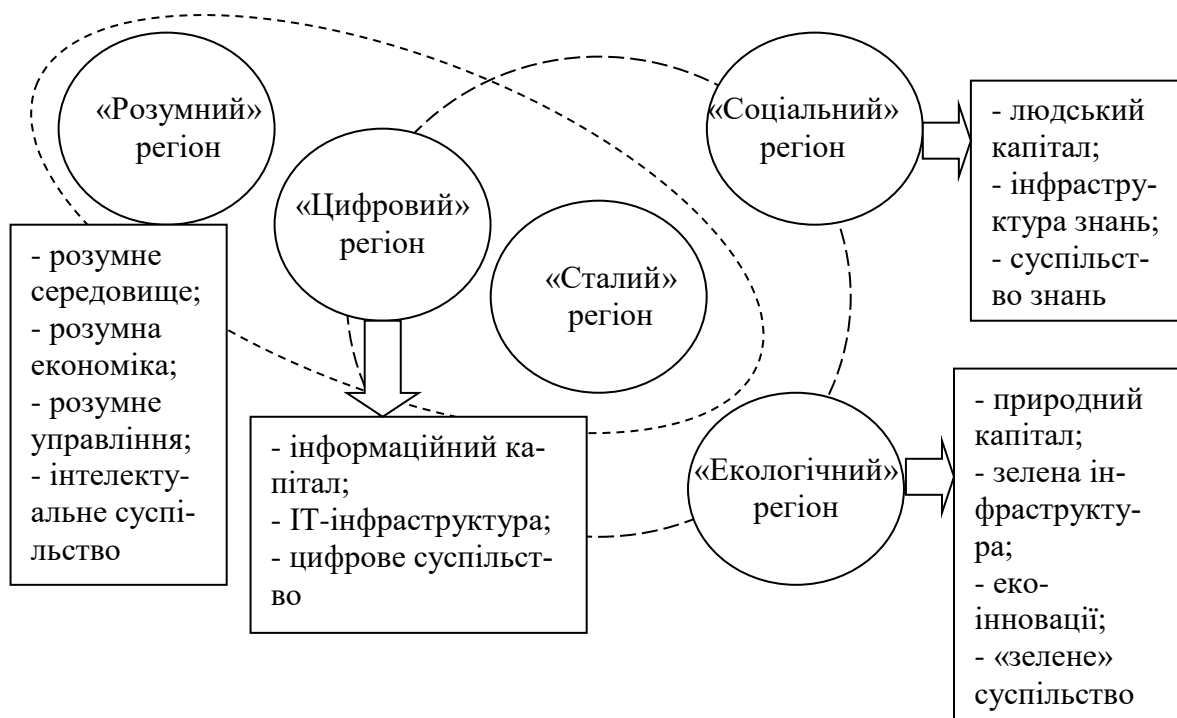 «Розумний»
регіон
«Соціальний»
регіон
- людський
капітал;
- інфрастру-
ктура знань;
- суспільст-
во знань
«Цифровий»
регіон
«Сталий»
регіон
- розумне
середовище;
- розумна
економіка;
- розумне
управління;
- інтелекту-
альне суспі-
льство
- інформаційний ка-
пітал;
- ІТ-інфраструктура;
- цифрове суспільст-
во
«Екологічний»
регіон
- природний
капітал;
- зелена ін-
фраструкту-
ра;
- еко-
інновації;
- «зелене»
суспільство